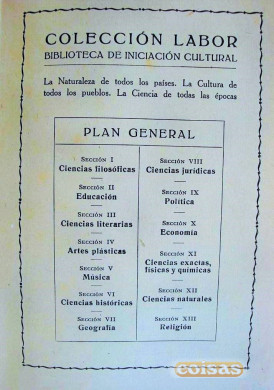 COLECCIÓN LABOR
BIBLIOTECA DE INICIACIÓN CULTURAL
La Naturaleza de todos los países. La Cultura de
todos los pueblos. La Ciencia de todas las épocas
PLAN GENERAL
SECCIÓN I
Ciencias filosóficas
SECCIÓN II
Educación
SECCIÓN III
Ciencias literarias
SECCIÓN IV
Artes plásticas
SECCIÓN V
Música
SECCIÓN VI
Ciencias históricas
SECCIÓN VII
Geografía
SECCIÓN VIII
Ciencias jurídicas
SECCIÓN IX
Política
SECCIÓN X
Economía
SECCIÓN XI
Ciencias exactas,
físicas y químicas
SECCIÓN XII
Ciencias naturales
SECCIÓN XIII
Religión
coisas